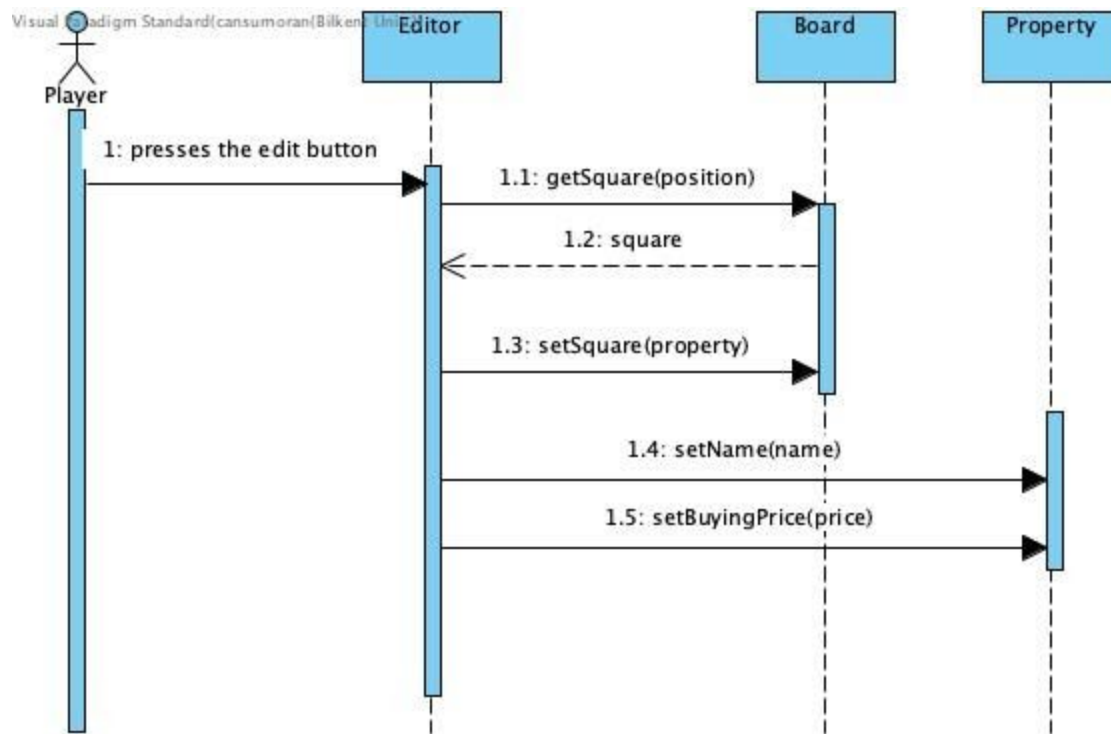 Visual Paradigm Standard(cansumoran(Bilkent
Player
Editor
Board
Property
1: presses the edit button
1.1: getSquare(position)
1.2: square
1.3: setSquare(property)
1.4: setName(name)
1.5: setBuyingPrice(price)